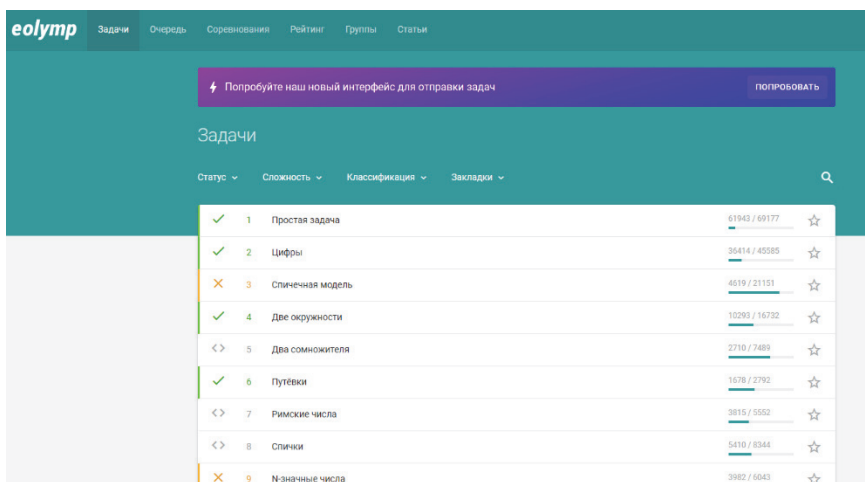 eolymp Задачи Очередь Соревнования Рейтинг Группы Статьи
Попробуйте наш новый интерфейс для отправки задач ПОПРОБОВАТЬ
Задачи
Статус Сложность Классификация Закладки
1 Простая задача 61943 / 69177
2 Цифры 36414 / 45585
3 Спичечная модель 4619 / 21151
4 Две окружности 10293 / 16732
5 Два сомножителя 2710 / 7489
6 Путёвки 1678 / 2792
7 Римские числа 3815 / 5552
8 Спички 5410 / 8344
9 N-значные числа 3982 / 6043